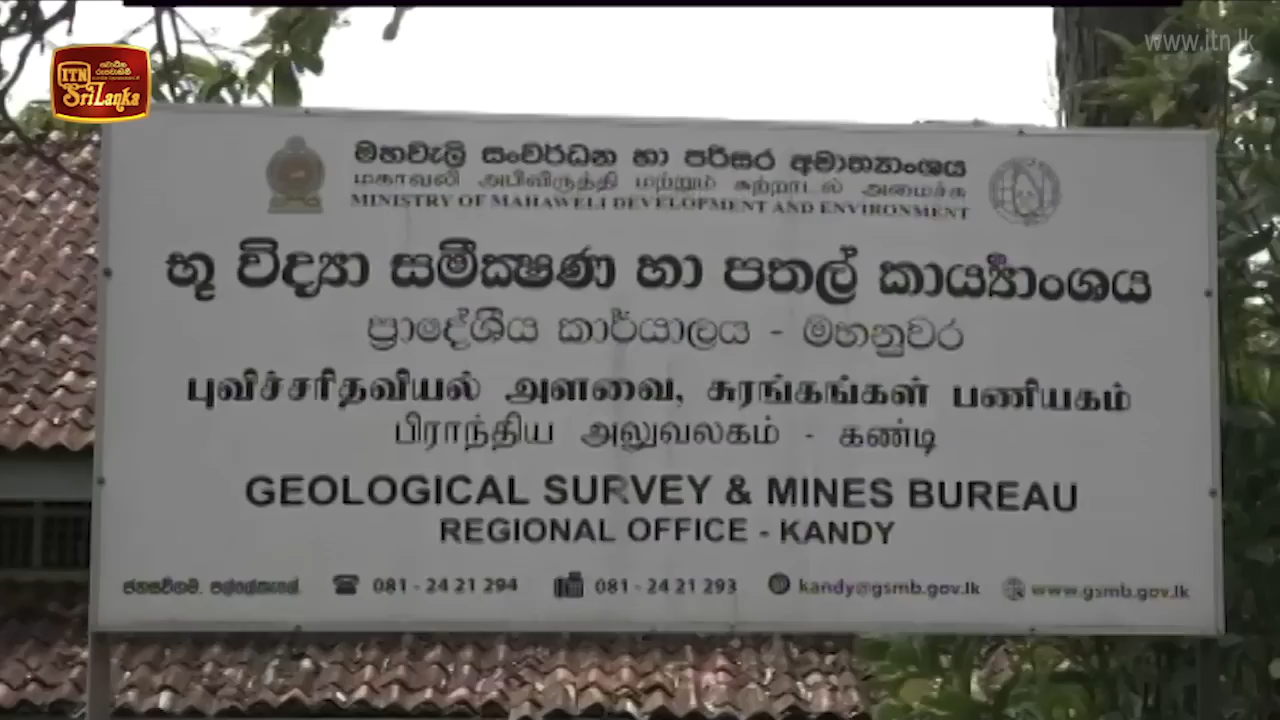 www.itn.lk
ITN
Sri Lanka
මහවැලි සංවර්ධන හා පරිසර අමාත්‍යාංශය
மகாவலி அபிவிருத்தி மற்றும் சுற்றாடல் அமைச்சு
MINISTRY OF MAHAWELI DEVELOPMENT AND ENVIRONMENT
භූ විද්‍යා සමීක්ෂණ හා පතල් කාර්‍ය්‍යාංශය
ප්‍රාදේශීය කාර්යාලය - මහනුවර
புவிச்சரிதவியல் அளவை, சுரங்கங்கள் பணியகம்
பிராந்திய அலுவலகம் - கண்டி
GEOLOGICAL SURVEY & MINES BUREAU
REGIONAL OFFICE - KANDY
081 - 24 21 294 081 - 24 21 293 kandy@gsmb.gov.lk www.gsmb.gov.lk